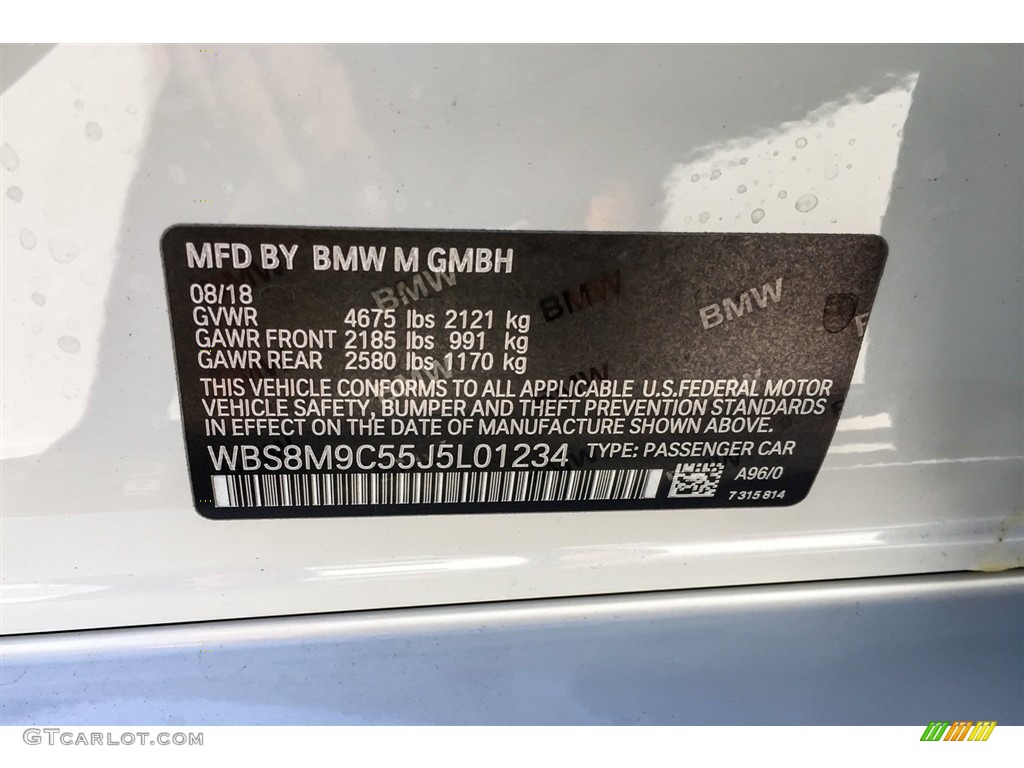 MFD BY BMW M GMBH
08/18
GVWR 4675 lbs 2121 kg
GAWR FRONT 2185 lbs 991 kg
GAWR REAR 2580 lbs 1170 kg
THIS VEHICLE CONFORMS TO ALL APPLICABLE U.S.FEDERAL MOTOR
VEHICLE SAFETY, BUMPER AND THEFT PREVENTION STANDARDS
IN EFFECT ON THE DATE OF MANUFACTURE SHOWN ABOVE.
WBS8M9C55J5L01234 TYPE: PASSENGER CAR
A96/0
7 315 814
BMW
BMW
BMW
GTCarLot.com